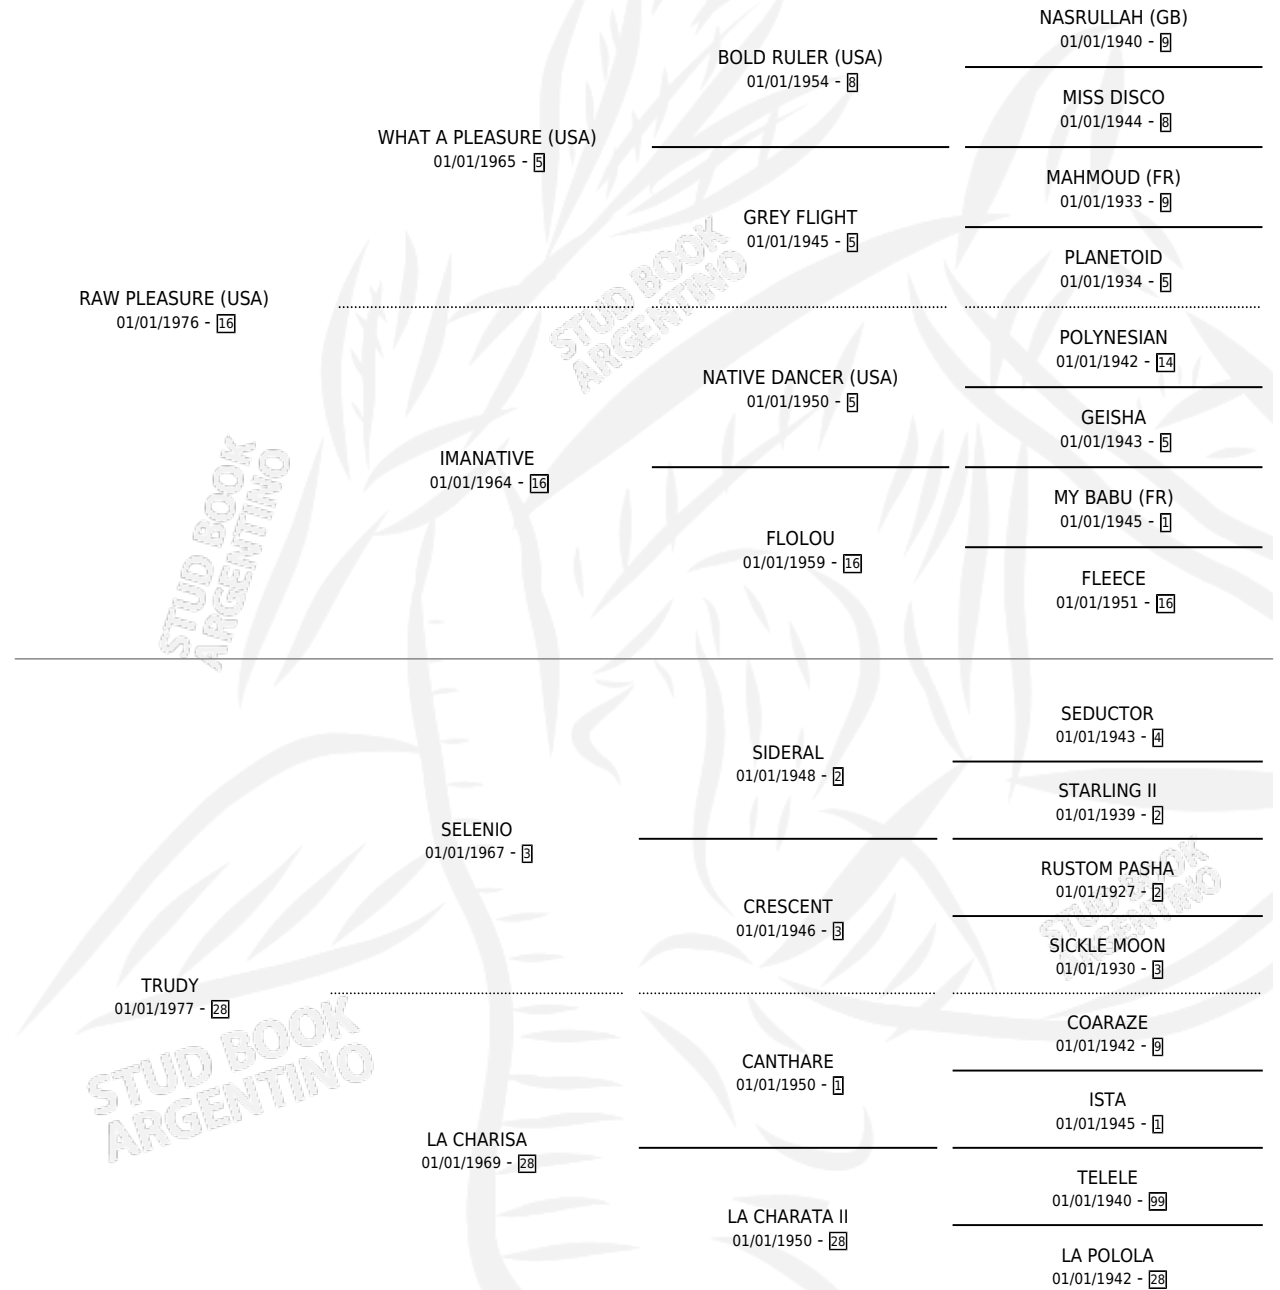 NASRULLAH (GB)
01/01/1940 - 9
BOLD RULER (USA)
01/01/1954 - 8
MISS DISCO
01/01/1944 - 8
WHAT A PLEASURE (USA)
01/01/1965 - 5
MAHMOUD (FR)
01/01/1933 - 9
GREY FLIGHT
01/01/1945 - 5
PLANETOID
01/01/1934 - 5
RAW PLEASURE (USA)
01/01/1976 - 16
POLYNESIAN
01/01/1942 - 14
NATIVE DANCER (USA)
01/01/1950 - 5
GEISHA
01/01/1943 - 5
IMANATIVE
01/01/1964 - 16
MY BABU (FR)
01/01/1945 - 1
FLOLOU
01/01/1959 - 16
FLEECE
01/01/1951 - 16
SEDUCTOR
01/01/1943 - 4
SIDERAL
01/01/1948 - 2
STARLING II
01/01/1939 - 2
SELENIO
01/01/1967 - 3
RUSTOM PASHA
01/01/1927 - 2
CRESCENT
01/01/1946 - 3
SICKLE MOON
01/01/1930 - 3
TRUDY
01/01/1977 - 28
COARAZE
01/01/1942 - 9
CANTHARE
01/01/1950 - 1
ISTA
01/01/1945 - 1
LA CHARISA
01/01/1969 - 28
TELELE
01/01/1940 - 99
LA CHARATA II
01/01/1950 - 28
LA POLOLA
01/01/1942 - 28
STUD BOOK
ARGENTINO
STUD BOOK
ARGENTINO
STUD BOOK
ARGENTINO
STUD BOOK
ARGENTINO